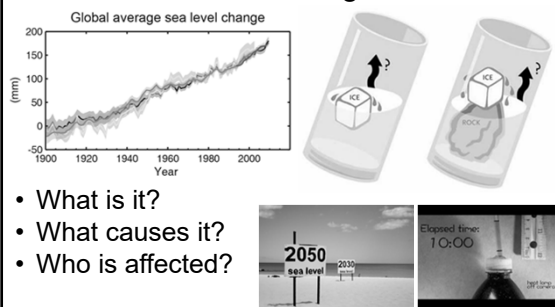 Global average sea level change
(mm)
200
150
100
50
0
-50
1900 1920 1940 1960 1980 2000
Year
?
ICE
?
ICE
ROCK
• What is it?
• What causes it?
• Who is affected?
2050
sea level
2030
Elapsed time:
10:00